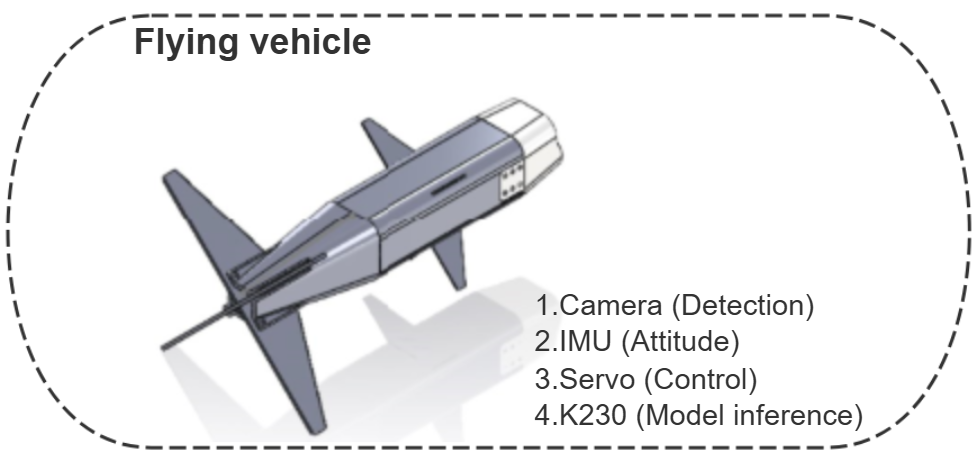 Flying vehicle
1.Camera (Detection)
2.IMU (Attitude)
3.Servo (Control)
4.K230 (Model inference)